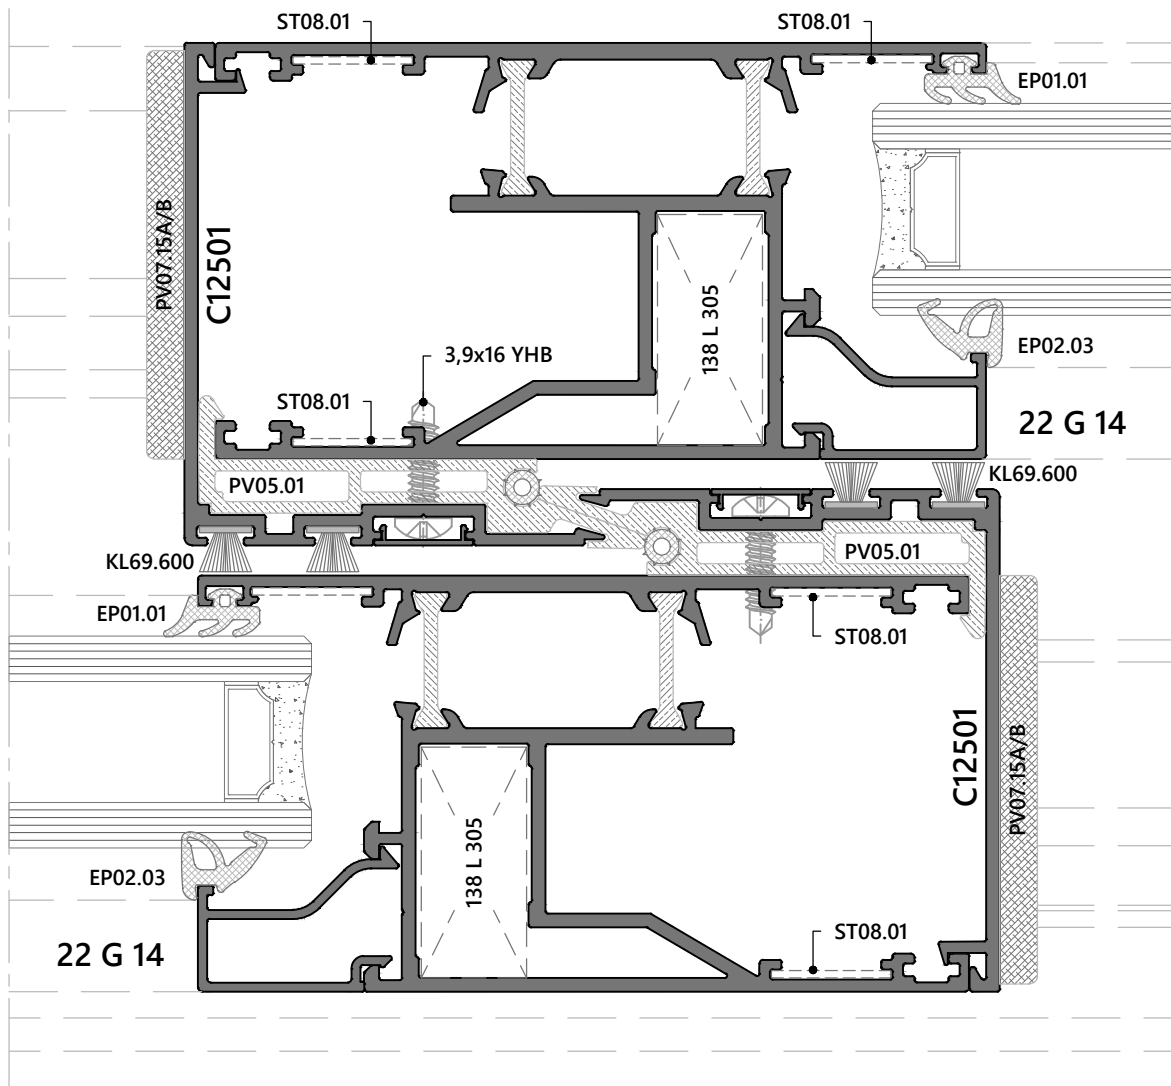 ST08.01
ST08.01
EP01.01
PV07.15A/B
C12501
138 L 305
3,9x16 YHB
EP02.03
ST08.01
22 G 14
KL69.600
PV05.01
PV05.01
KL69.600
EP01.01
ST08.01
C12501
PV07.15A/B
138 L 305
EP02.03
ST08.01
22 G 14